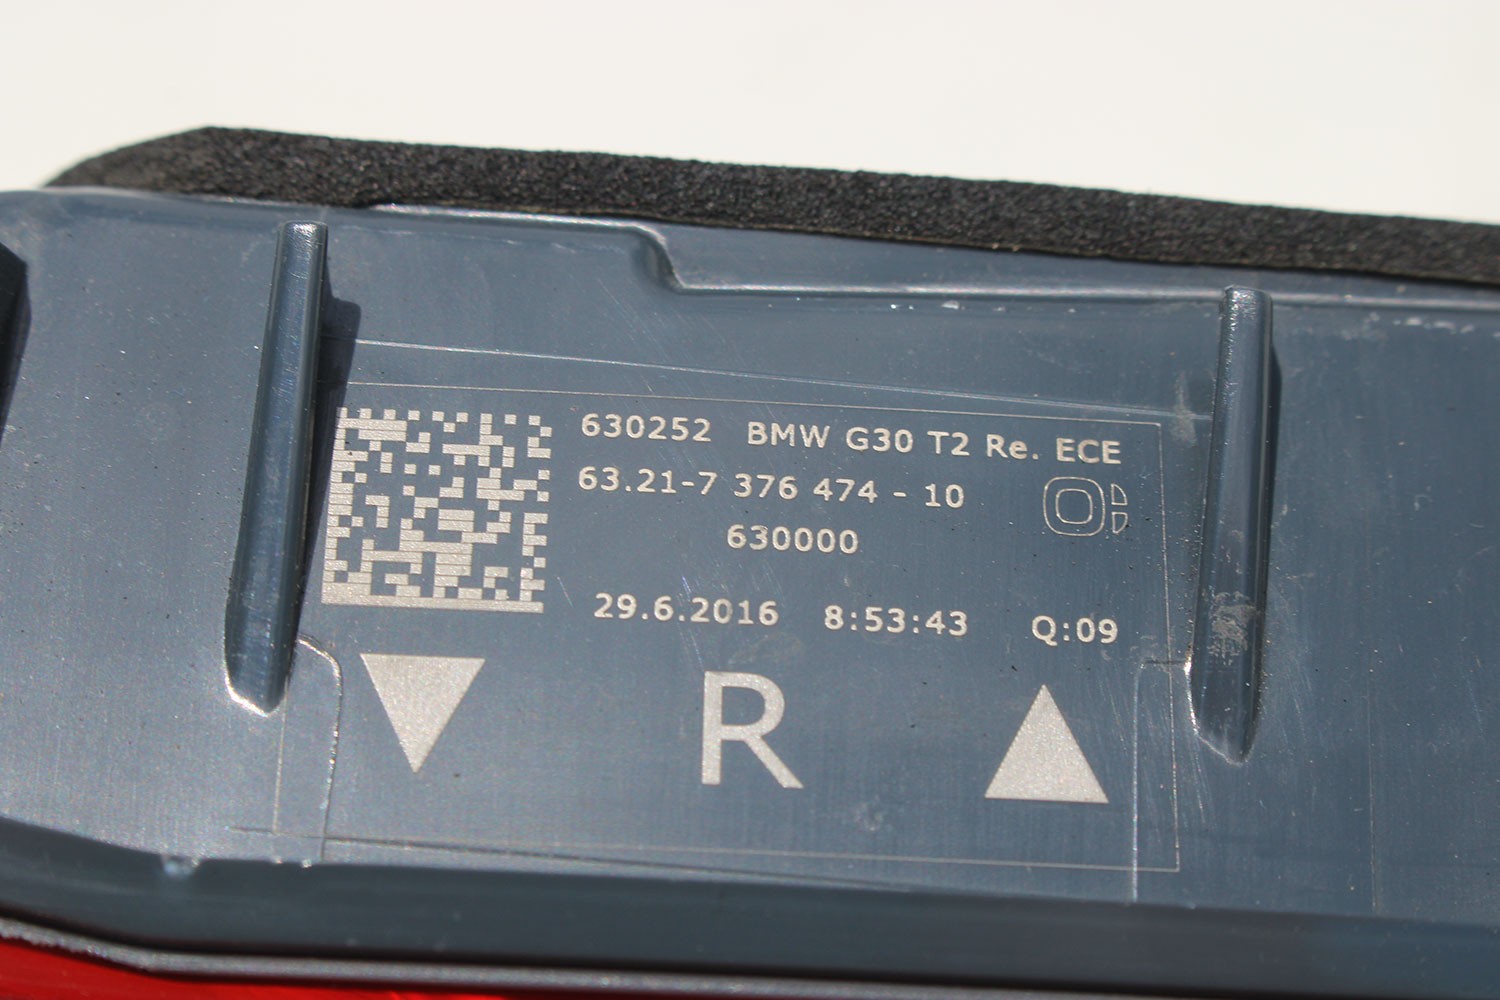 630252 BMW G30 T2 Re. ECE
63.21-7 376 474 - 10
630000
29.6.2016 8:53:43 Q:09
R